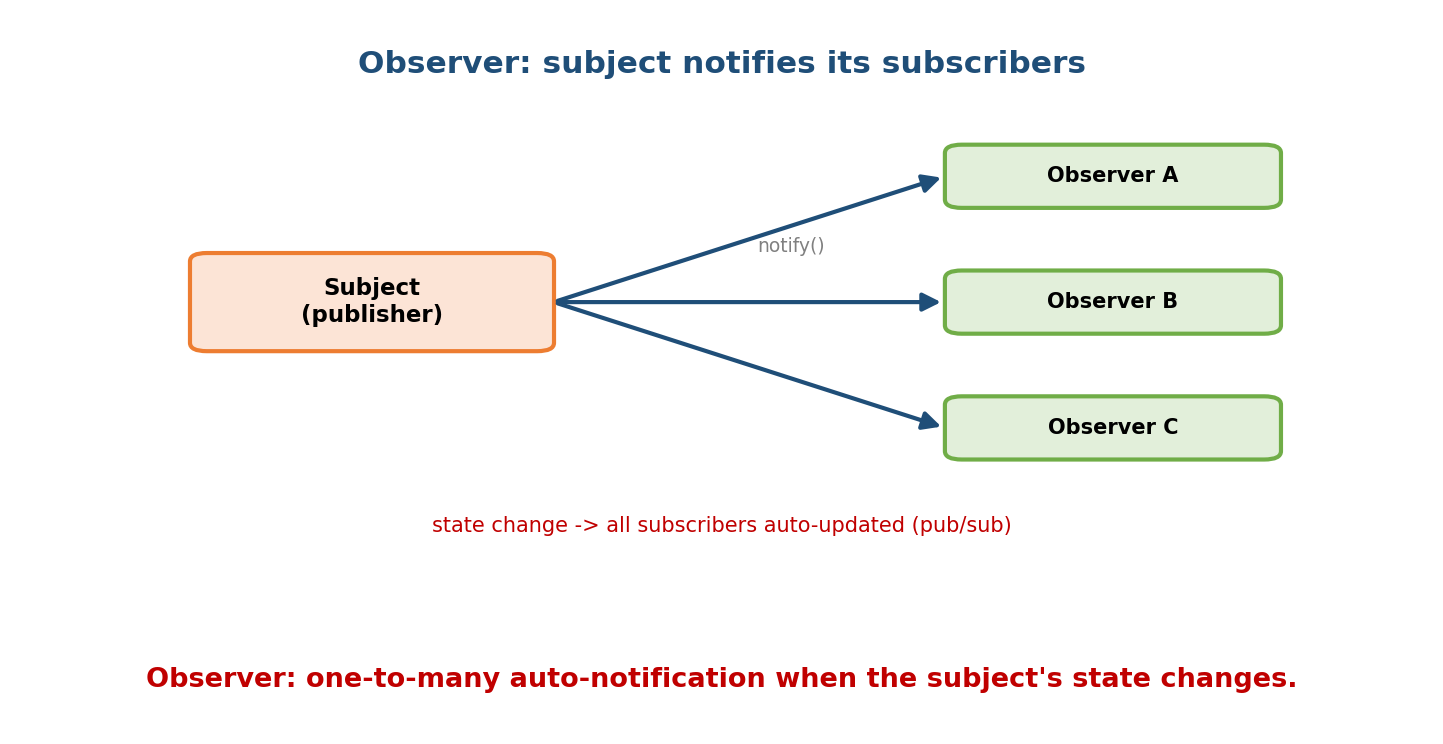 Observer: subject notifies its subscribers
Observer A
notify()
Subject
(publisher)
Observer B
Observer C
state change -> all subscribers auto-updated (pub/sub)
Observer: one-to-many auto-notification when the subject's state changes.